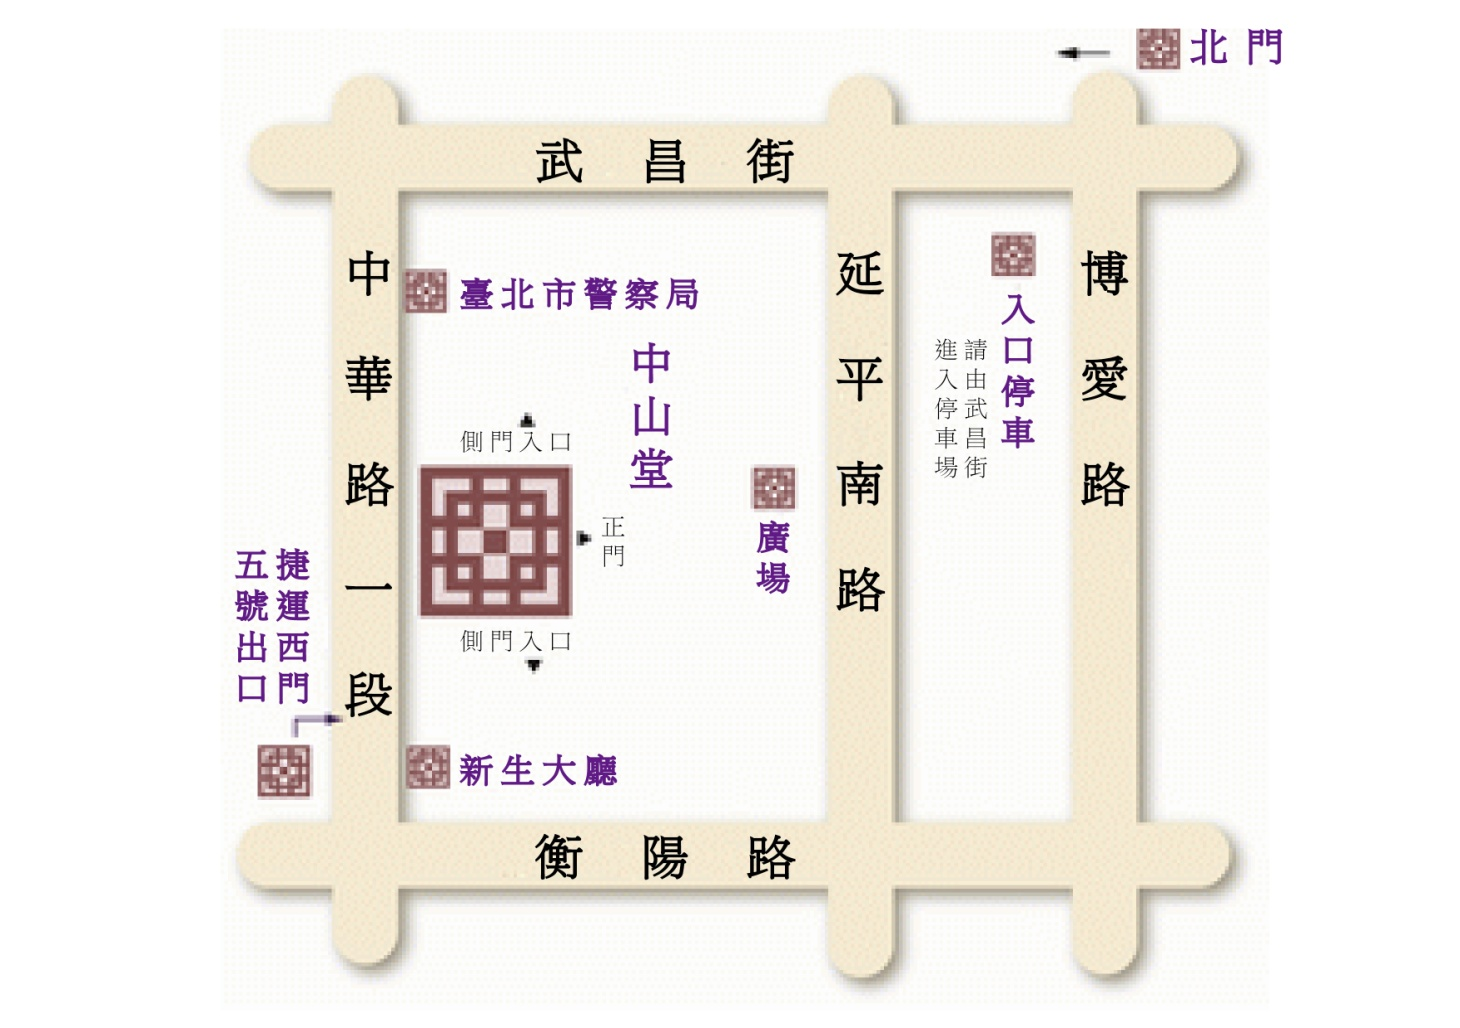 北門
武昌街
中華路一段
延平南路
博愛路
臺北市警察局
入口停車
請由武昌街
進入停車場
中山堂
側門入口
正門
廣場
側門入口
捷運西門
五號出口
新生大廳
衡陽路